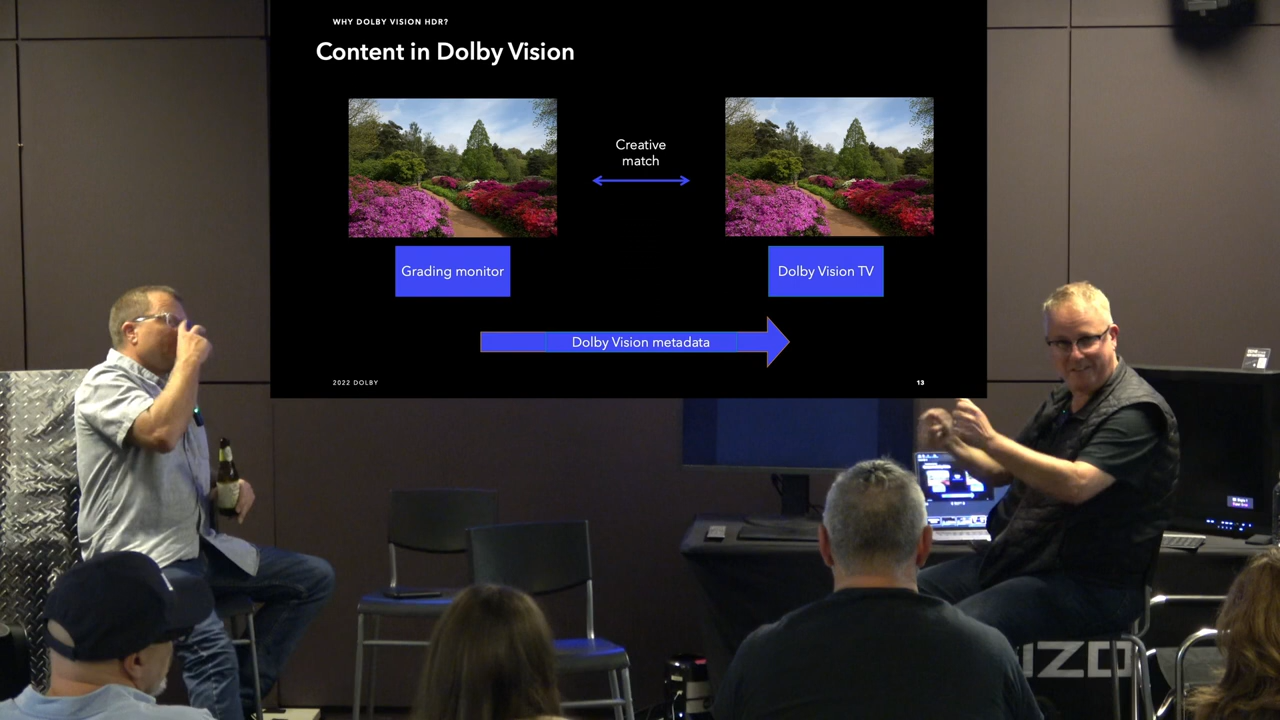 WHY DOLBY VISION HDR?
Content in Dolby Vision
Creative
match
Grading monitor
Dolby Vision TV
Dolby Vision metadata
2022 DOLBY
13
IZO